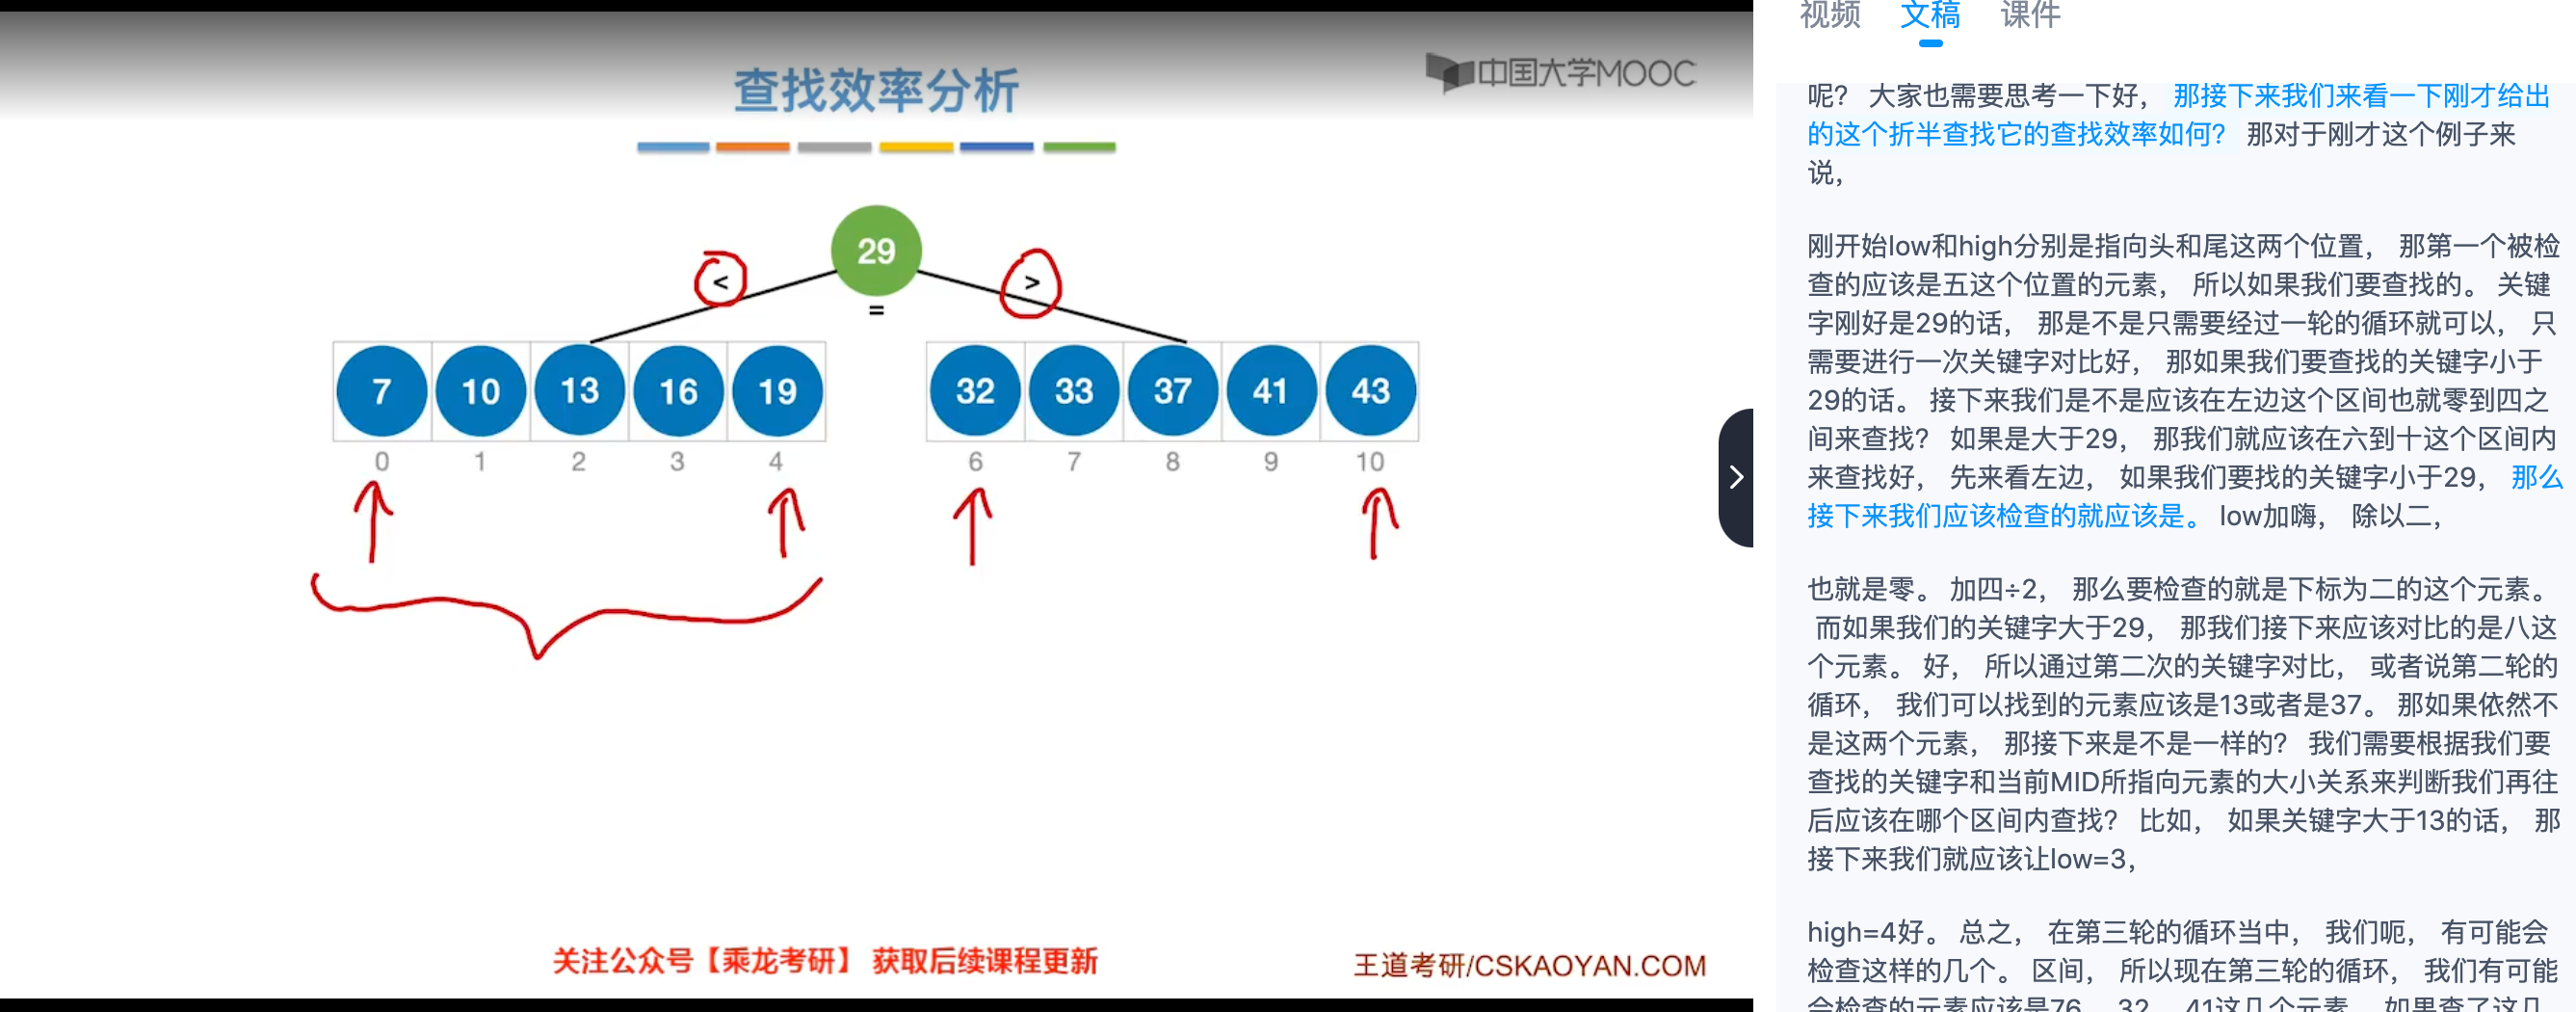 查找效率分析
中国大学MOOC
29
<
>
=
7 10 13 16 19
32 33 37 41 43
0 1 2 3 4
6 7 8 9 10
关注公众号【乘龙考研】 获取后续课程更新
王道考研/CSKAOYAN.COM
视频 文稿 课件
呢? 大家也需要思考一下好, 那接下来我们来看一下刚才给出
的这个折半查找它的查找效率如何? 那对于刚才这个例子来
说,
刚开始low和high分别是指向头和尾这两个位置, 那第一个被检
查的应该是五这个位置的元素, 所以如果我们要查找的。 关键
字刚好是29的话, 那是不是只需要经过一轮的循环就可以, 只
需要进行一次关键字对比好, 那如果我们要查找的关键字小于
29的话。 接下来我们是不是应该在左边这个区间也就零到四之
间来查找? 如果是大于29, 那我们就应该在六到十这个区间内
来查找好, 先来看左边, 如果我们要找的关键字小于29, 那么
接下来我们应该检查的就应该是。 low加嗨, 除以二,
也就是零。 加四÷2, 那么要检查的就是下标为二的这个元素。
而如果我们的关键字大于29, 那我们接下来应该对比的是八这
个元素。 好, 所以通过第二次的关键字对比, 或者说第二轮的
循环, 我们可以找到的元素应该是13或者是37。 那如果依然不
是这两个元素, 那接下来是不是一样的? 我们需要根据我们要
查找的关键字和当前MID所指向元素的大小关系来判断我们再往
后应该在哪个区间内查找? 比如, 如果关键字大于13的话, 那
接下来我们就应该让low=3,
high=4好。 总之, 在第三轮的循环当中, 我们呃, 有可能会
检查这样的几个。 区间, 所以现在第三轮的循环, 我们有可能
会检查的元素应该是76, 32, 41这几个元素, 如果查了这几